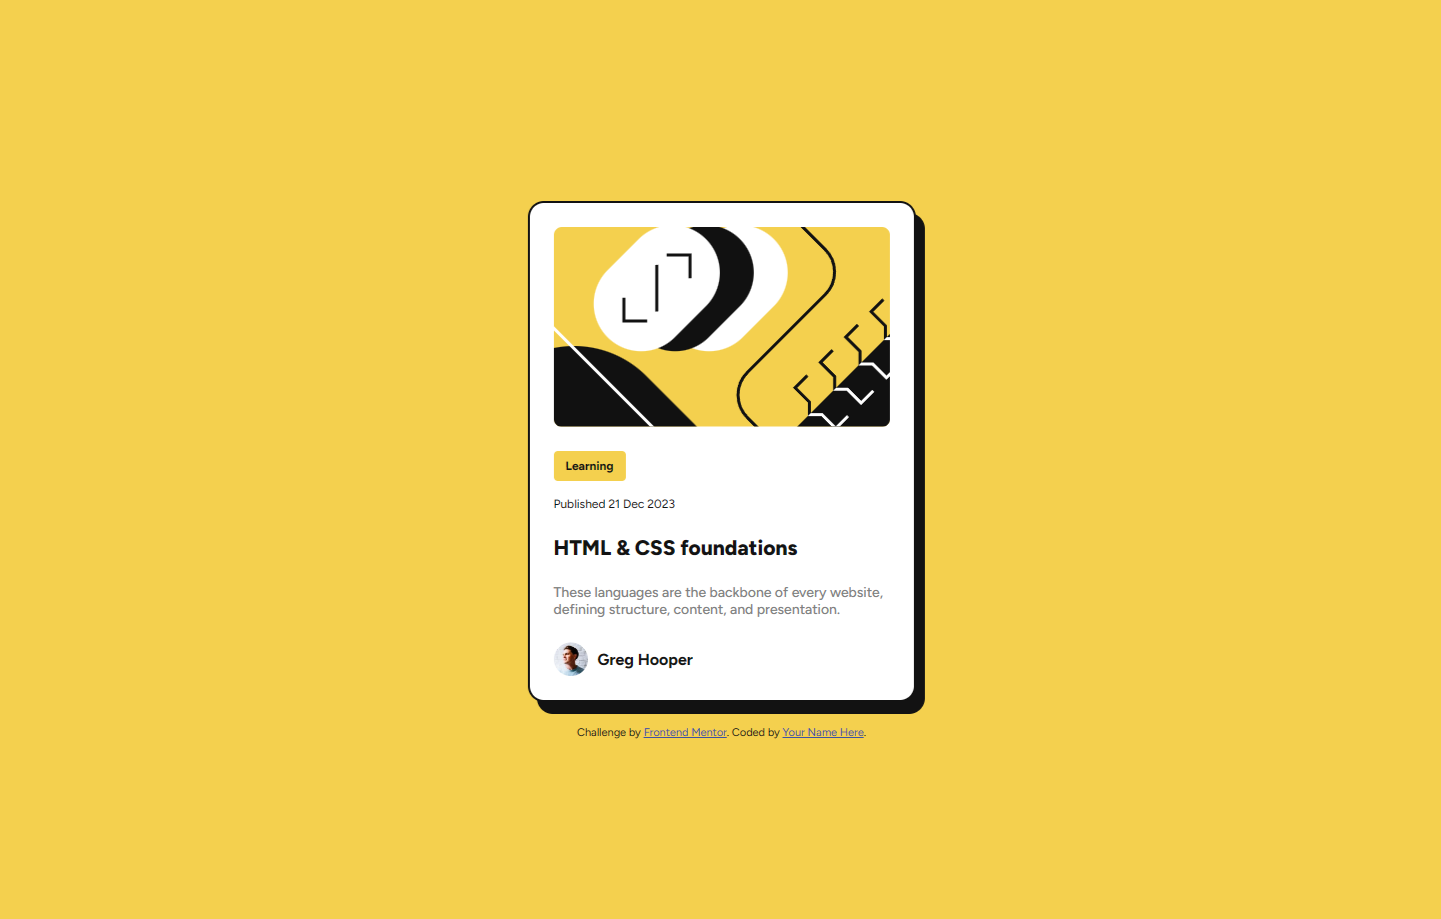 Learning
Published 21 Dec 2023
HTML & CSS foundations
These languages are the backbone of every website,
defining structure, content, and presentation.
Greg Hooper
Challenge by Frontend Mentor. Coded by Your Name Here.